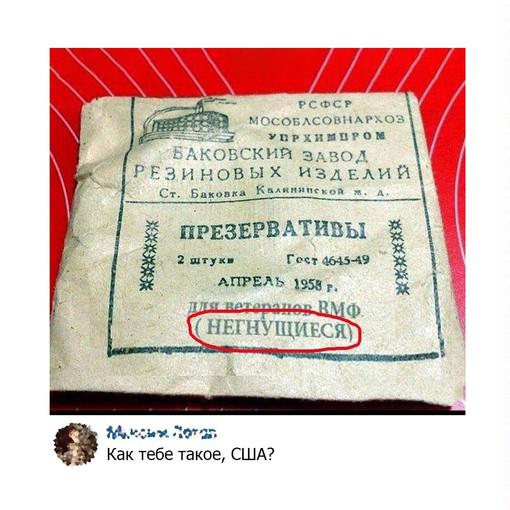 РСФСР
МОСОБЛСОВНАРХОЗ
УПРХИМПРОМ
БАКОВСКИЙ ЗАВОД
РЕЗИНОВЫХ ИЗДЕЛИЙ
Ст. Баковка Калининской ж. д.
ПРЕЗЕРВАТИВЫ
2 штуки Гост 4645-49
АПРЕЛЬ 1958 г.
для ветеранов ВМФ
( НЕГНУЩИЕСЯ)
Как тебе такое, США?